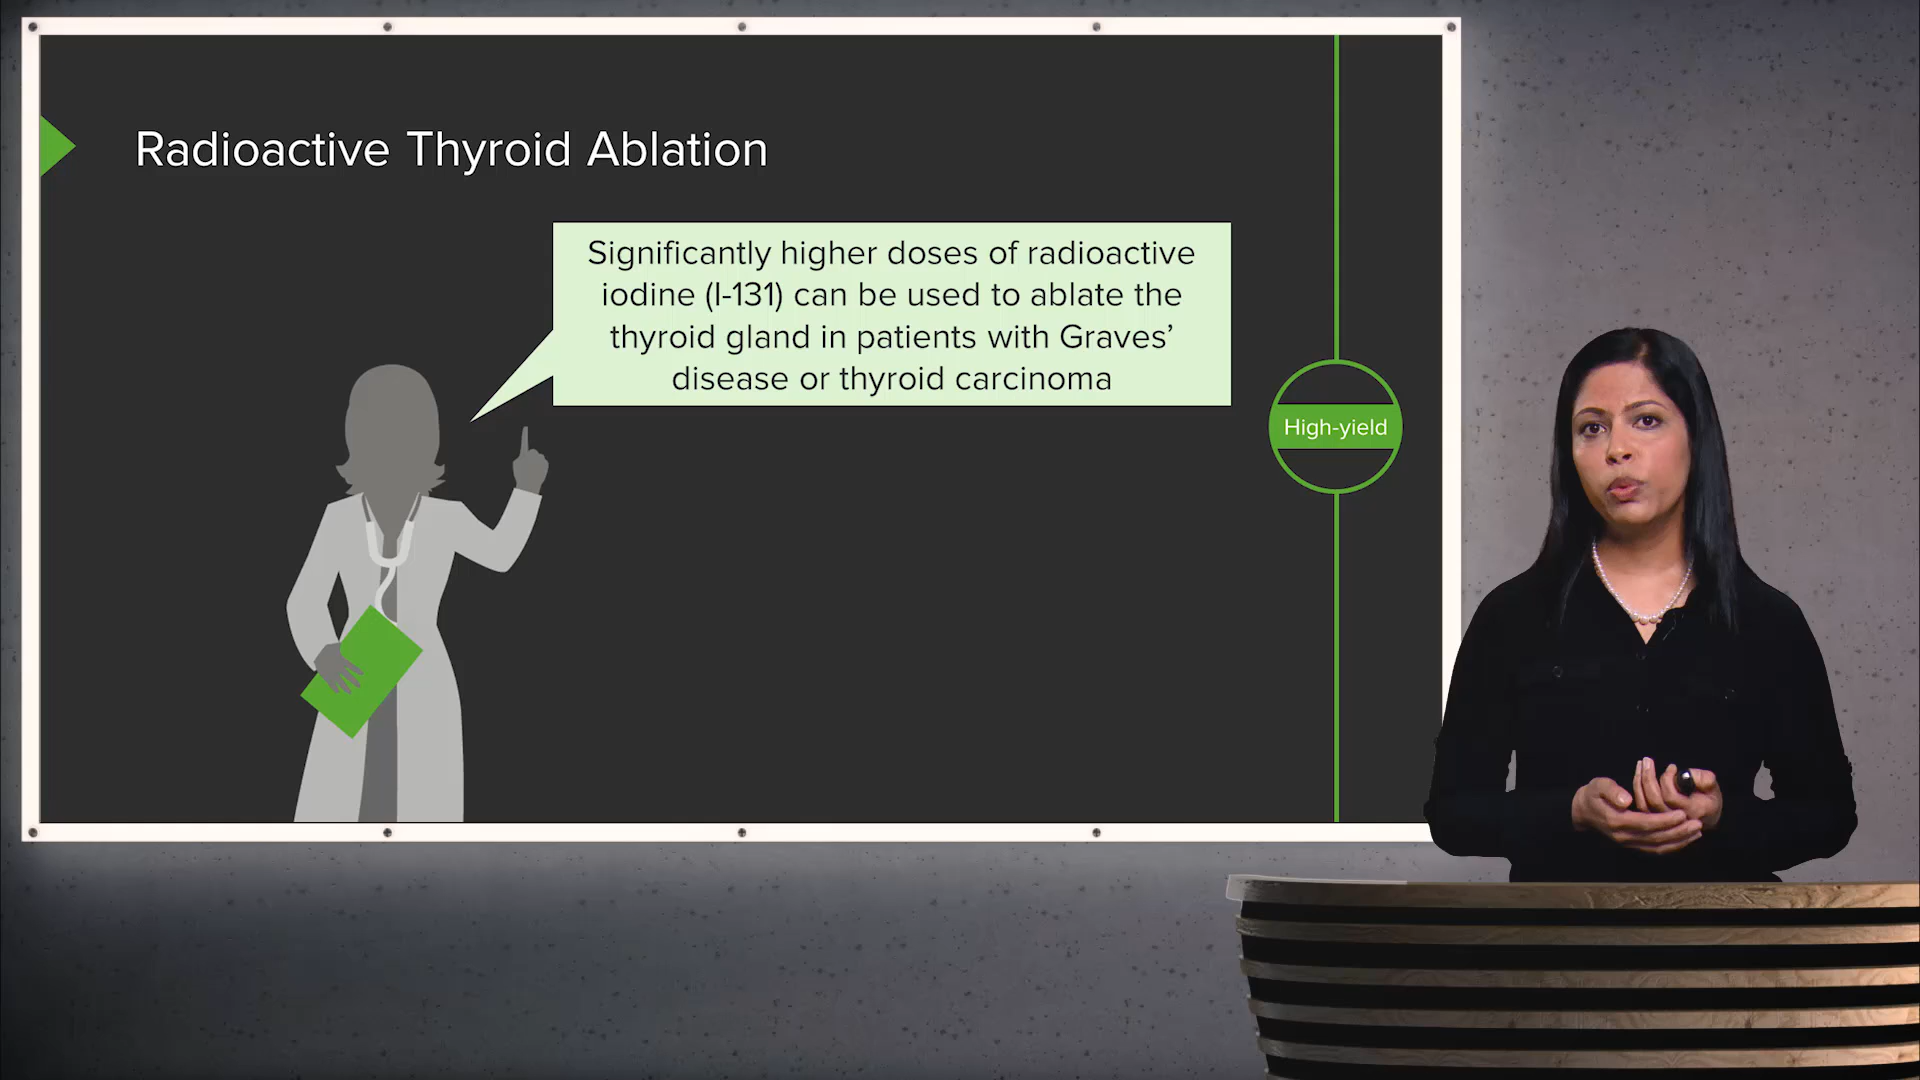 Radioactive Thyroid Ablation
Significantly higher doses of radioactive
iodine (I-131) can be used to ablate the
thyroid gland in patients with Graves’
disease or thyroid carcinoma
High-yield